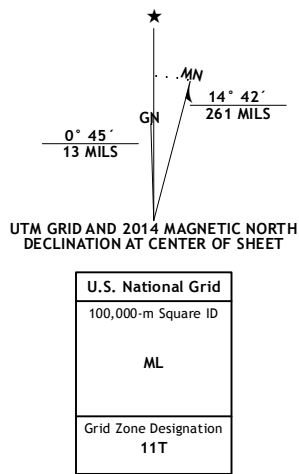 ★
MN
GN
14° 42´
261 MILS
0° 45´
13 MILS
UTM GRID AND 2014 MAGNETIC NORTH
DECLINATION AT CENTER OF SHEET
U.S. National Grid
100,000-m Square ID
ML
Grid Zone Designation
11T